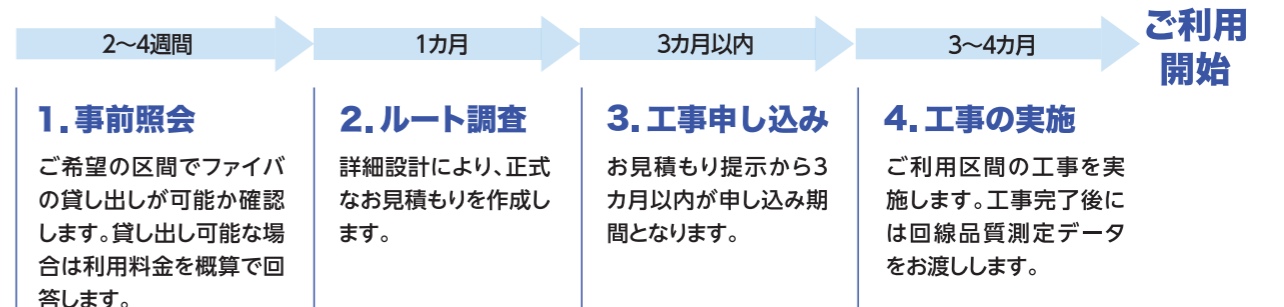 2〜4週間
1カ月
3カ月以内
3〜4カ月
ご利用
開始
1. 事前照会
ご希望の区間でファイバ
の貸し出しが可能か確認
します。貸し出し可能な場
合は利用料金を概算で回
答します。
2. ルート調査
詳細設計により、正式
なお見積もりを作成し
ます。
3. 工事申し込み
お見積もり提示から3
カ月以内が申し込み期
間となります。
4. 工事の実施
ご利用区間の工事を実
施します。工事完了後に
は回線品質測定データ
をお渡しします。